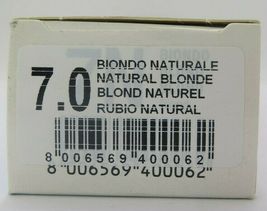 7.0
BIONDO NATURALE
NATURAL BLONDE
BLOND NATUREL
RUBIO NATURAL
8 006569 400062
8 006569 400062